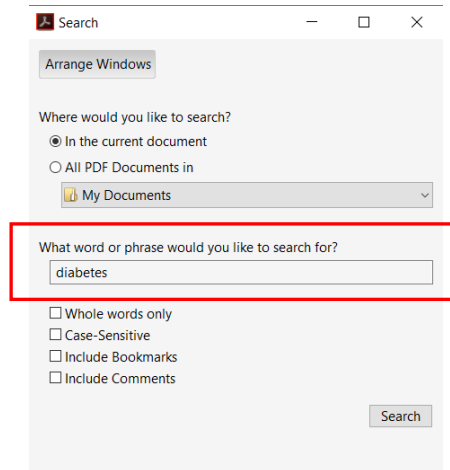 Search
Arrange Windows
Where would you like to search?
In the current document
All PDF Documents in
My Documents
What word or phrase would you like to search for?
diabetes
Whole words only
Case-Sensitive
Include Bookmarks
Include Comments
Search